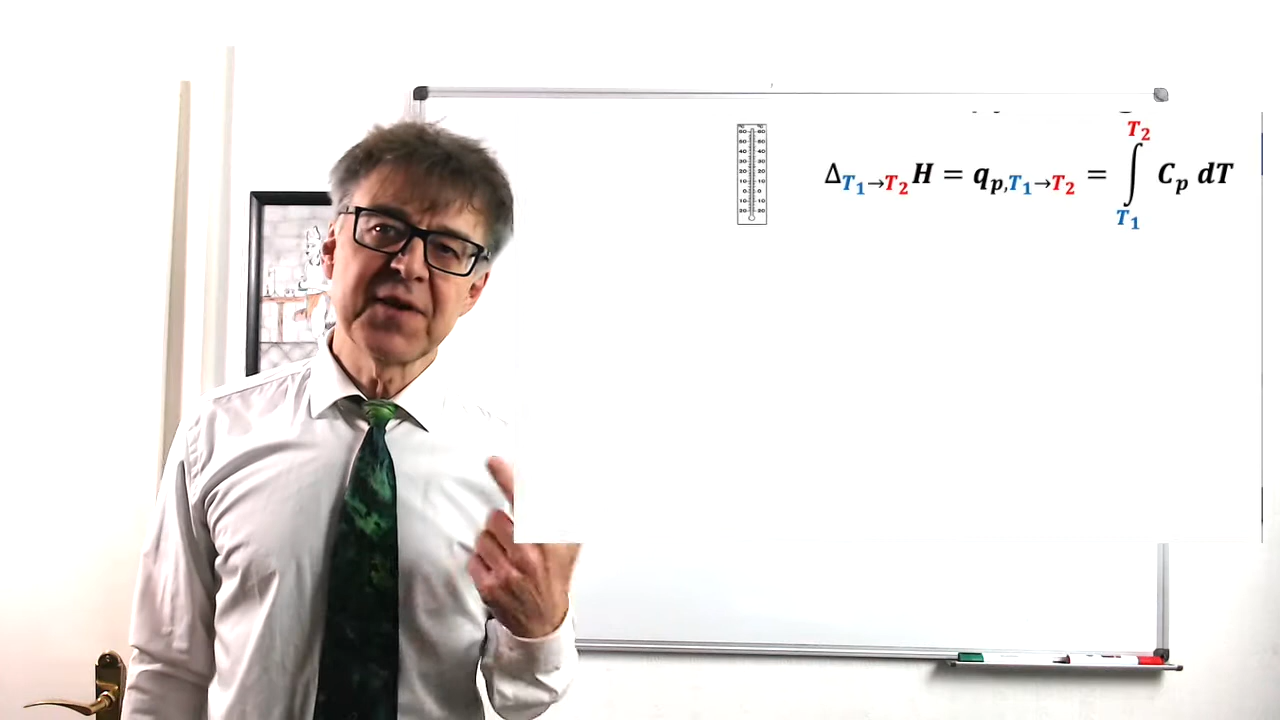 Δ_{T₁→T₂}H = q_{p,T₁→T₂} = ∫_{T₁}^{T₂} C_p dT